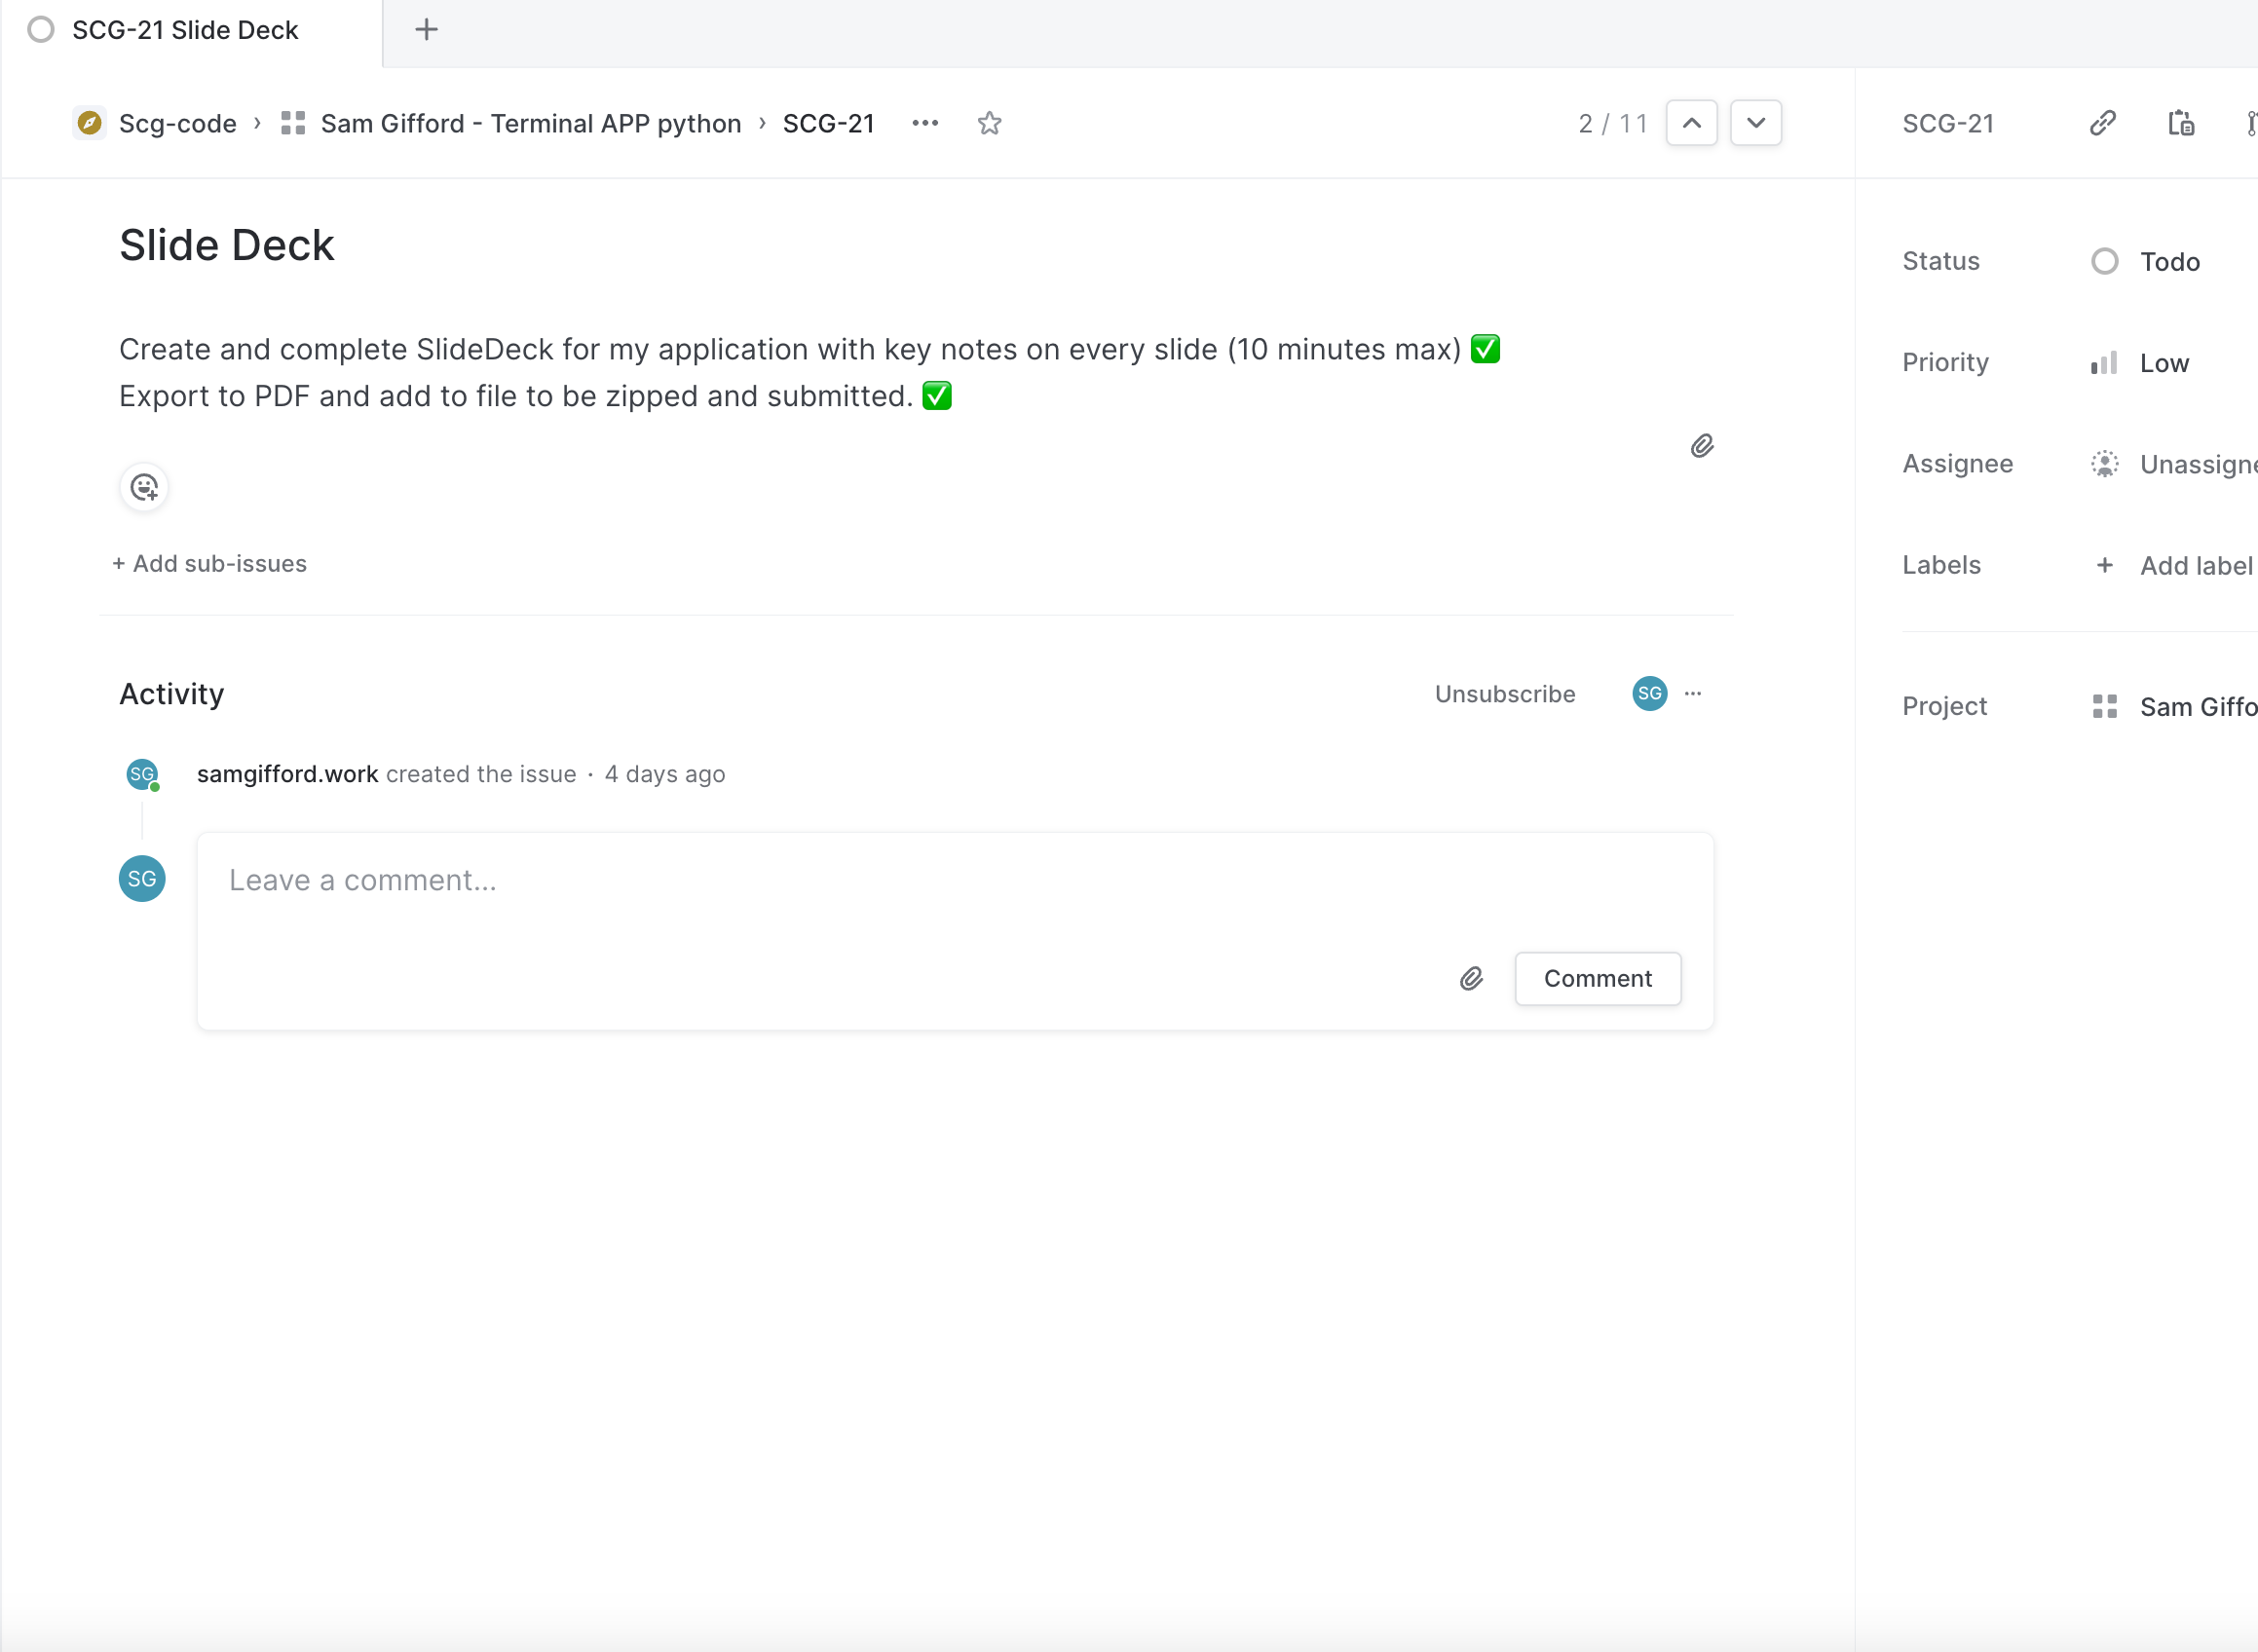 SCG-21 Slide Deck
Scg-code › Sam Gifford - Terminal APP python › SCG-21
2 / 11
SCG-21
Slide Deck
Create and complete SlideDeck for my application with key notes on every slide (10 minutes max) ✅
Export to PDF and add to file to be zipped and submitted. ✅
+ Add sub-issues
Activity
Unsubscribe
SG
SG
samgifford.work created the issue · 4 days ago
SG
Leave a comment...
Comment
Status
Todo
Priority
Low
Assignee
Unassigne
Labels
+ Add label
Project
Sam Giffo